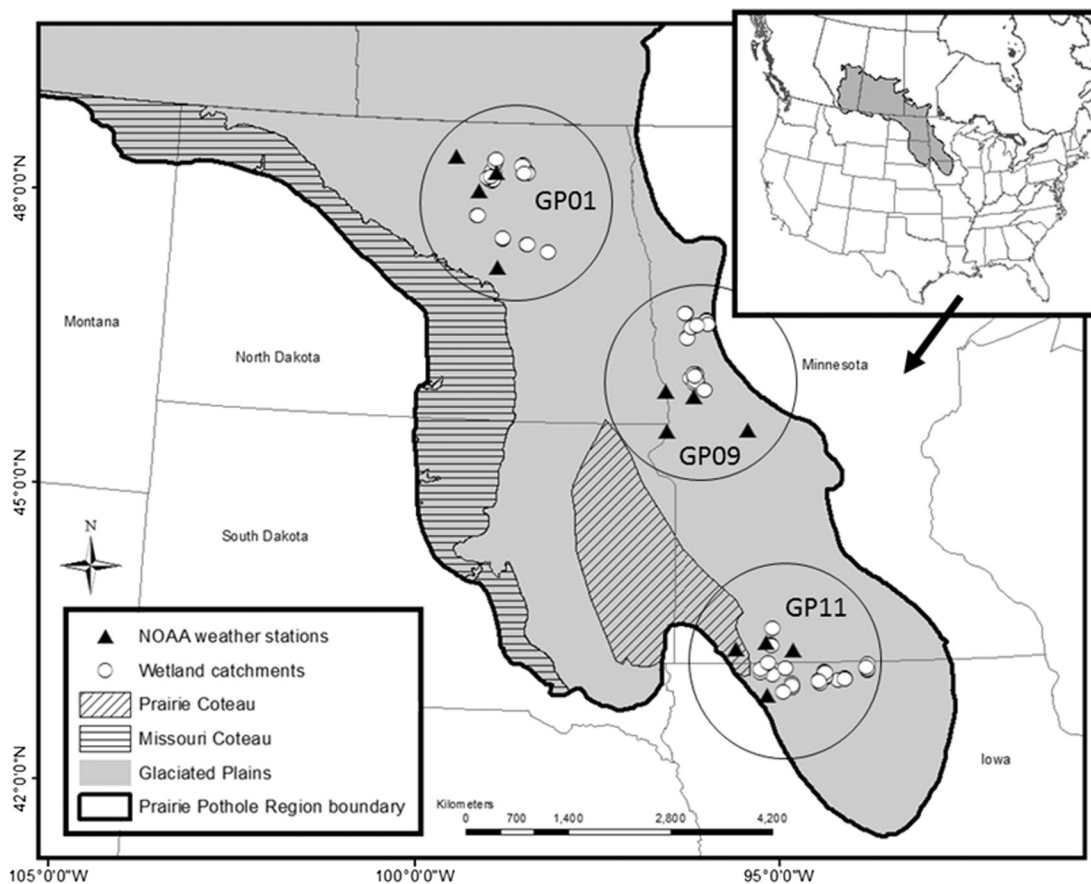 GP01
48°0'0"N
Montana
North Dakota
Minnesota
GP09
45°0'0"N
South Dakota
N
GP11
NOAA weather stations
Wetland catchments
Prairie Coteau
Missouri Coteau
Glaciated Plains
Prairie Pothole Region boundary
Iowa
42°0'0"N
Kilometers
0 700 1,400 2,800 4,200
105°0'0"W 100°0'0"W 95°0'0"W